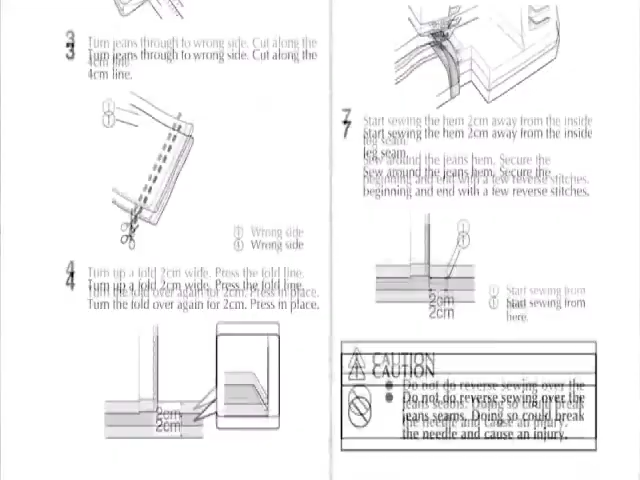 3 Turn jeans through to wrong side. Cut along the
4cm line.
①
① Wrong side
4 Turn up a fold 2cm wide. Press the fold line.
Turn the fold over again for 2cm. Press in place.
2cm
7 Start sewing the hem 2cm away from the inside
leg seam.
Sew around the jeans hem. Secure the
beginning and end with a few reverse stitches.
①
2cm
① Start sewing from
here.
CAUTION
● Do not do reverse sewing over the
jeans seams. Doing so could break
the needle and cause an injury.